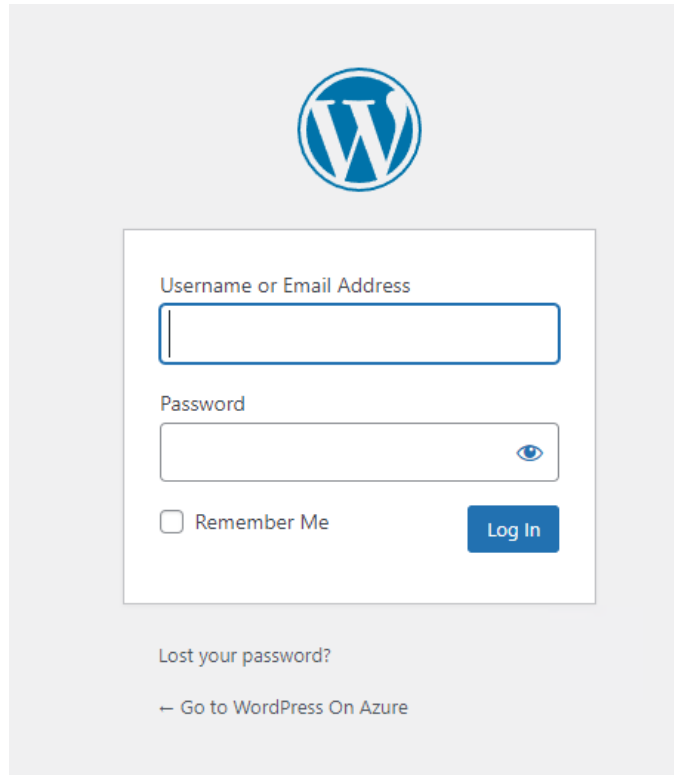 Username or Email Address
Password
Remember Me
Log In
Lost your password?
← Go to WordPress On Azure